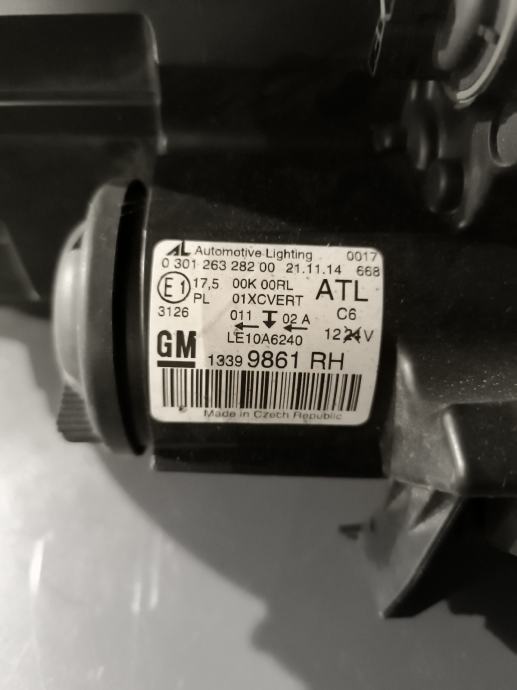 AL Automotive Lighting 0017
0 301 263 282 00 21.11.14 668
E1 17,5 00K 00RL ATL
PL 01XCVERT
3126 011 02 A C6
LE10A6240 12 24V
GM 1339 9861 RH
Made in Czech Republic